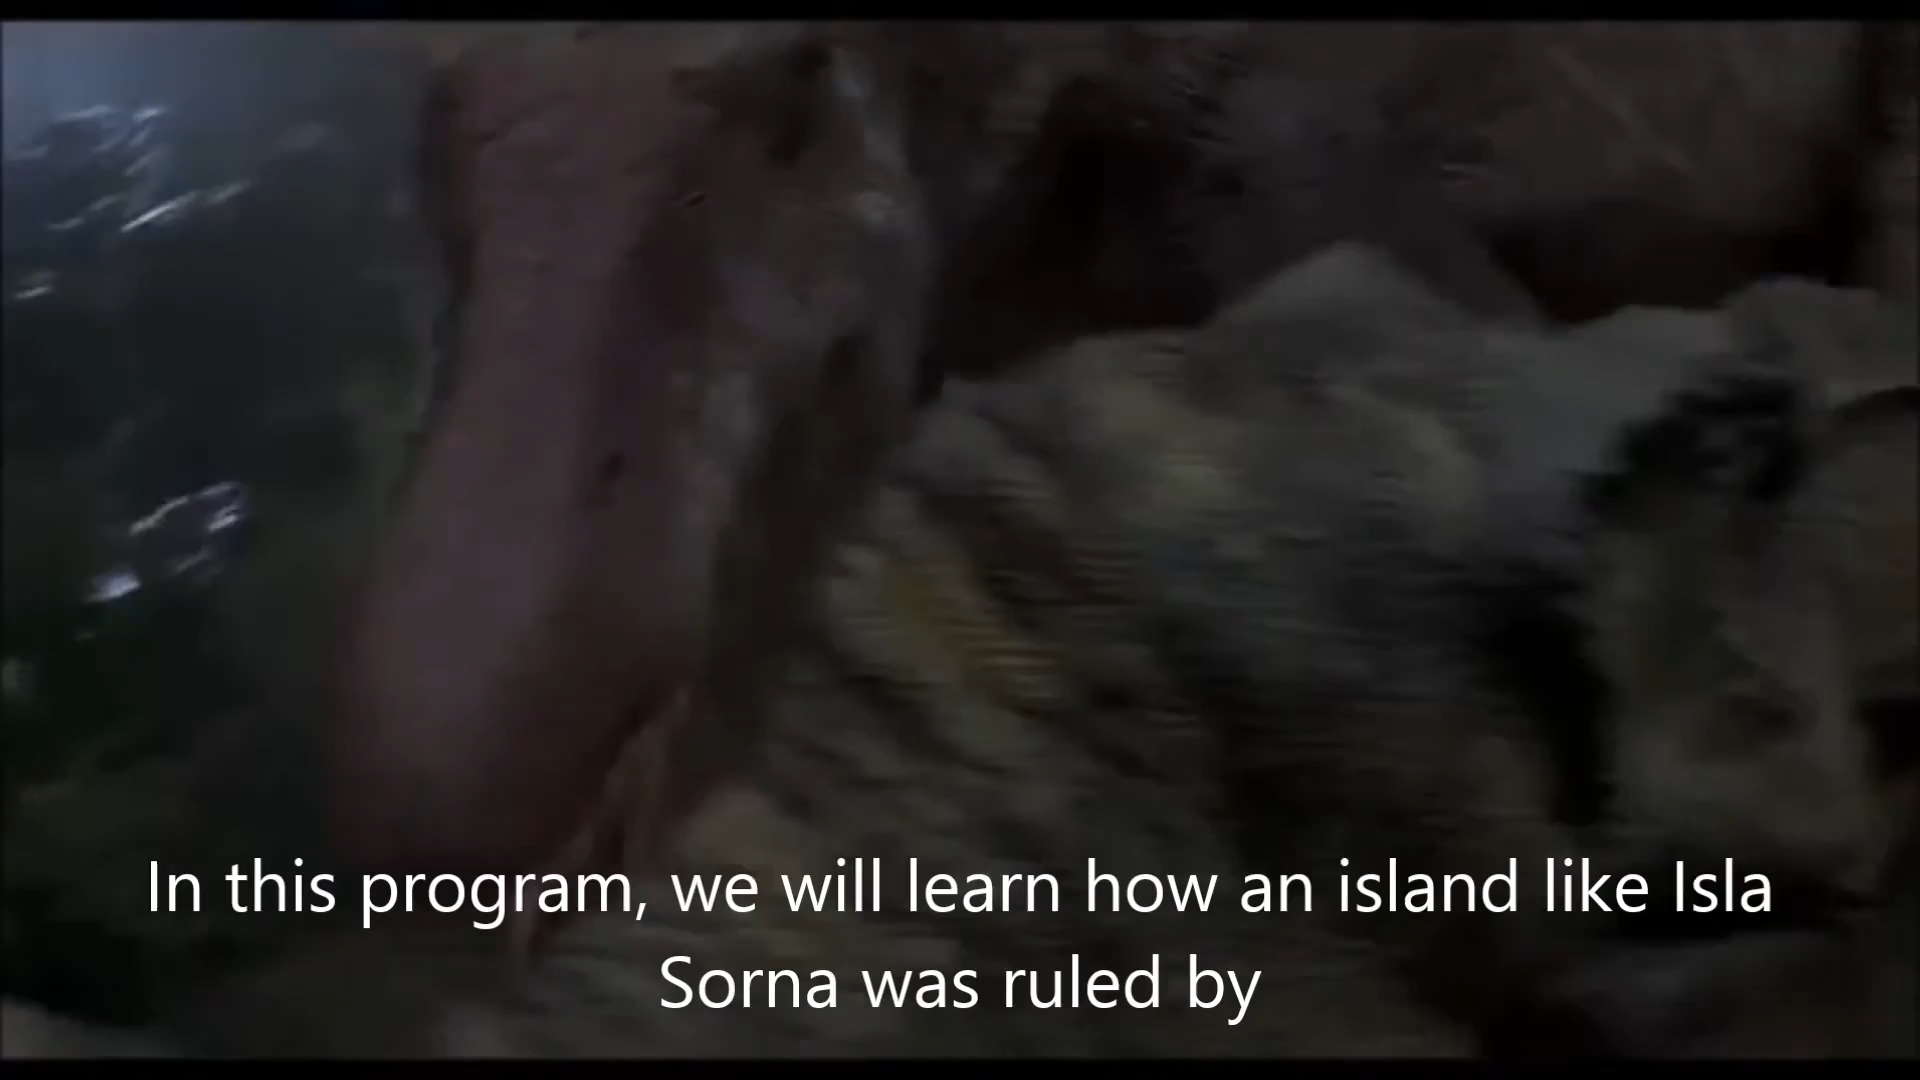 In this program, we will learn how an island like Isla
Sorna was ruled by